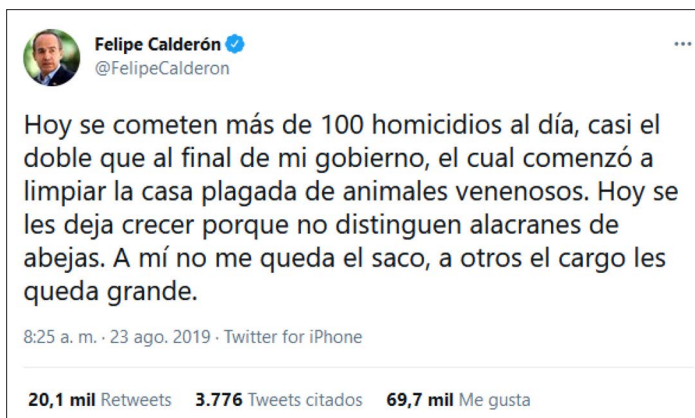 Felipe Calderón
@FelipeCalderon
Hoy se cometen más de 100 homicidios al día, casi el
doble que al final de mi gobierno, el cual comenzó a
limpiar la casa plagada de animales venenosos. Hoy se
les deja crecer porque no distinguen alacranes de
abejas. A mí no me queda el saco, a otros el cargo les
queda grande.
8:25 a. m. · 23 ago. 2019 · Twitter for iPhone
20,1 mil Retweets 3.776 Tweets citados 69,7 mil Me gusta